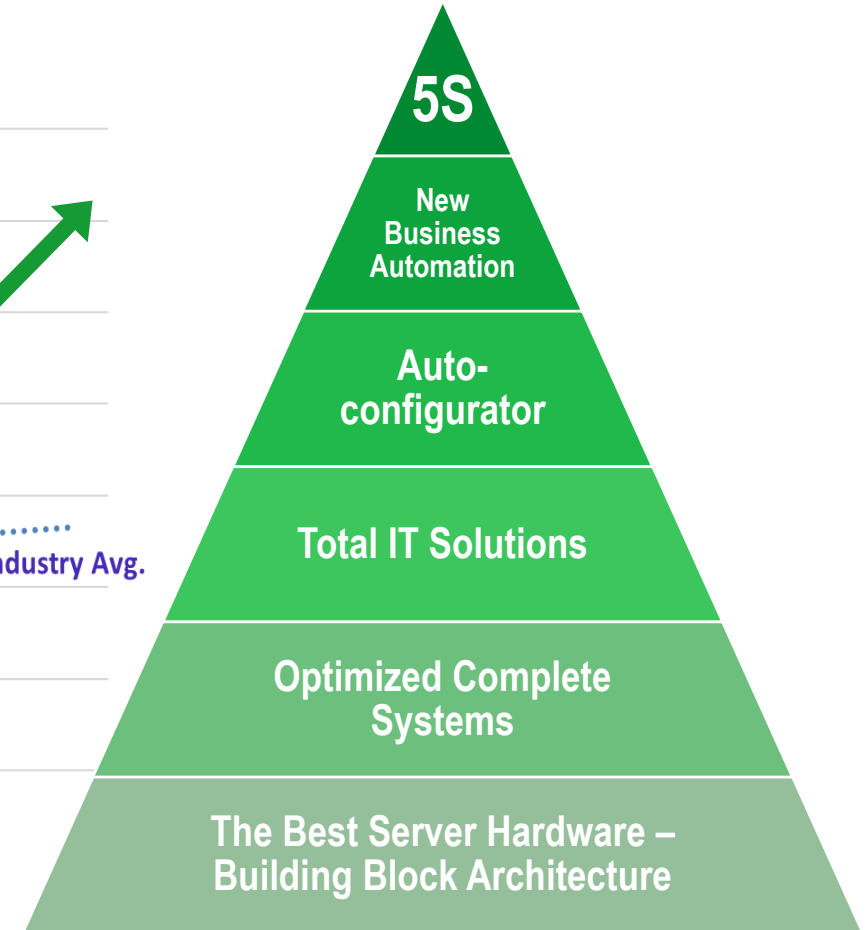 5S
New
Business
Automation
Auto-
configurator
Total IT Solutions
Industry Avg.
Optimized Complete
Systems
The Best Server Hardware –
Building Block Architecture